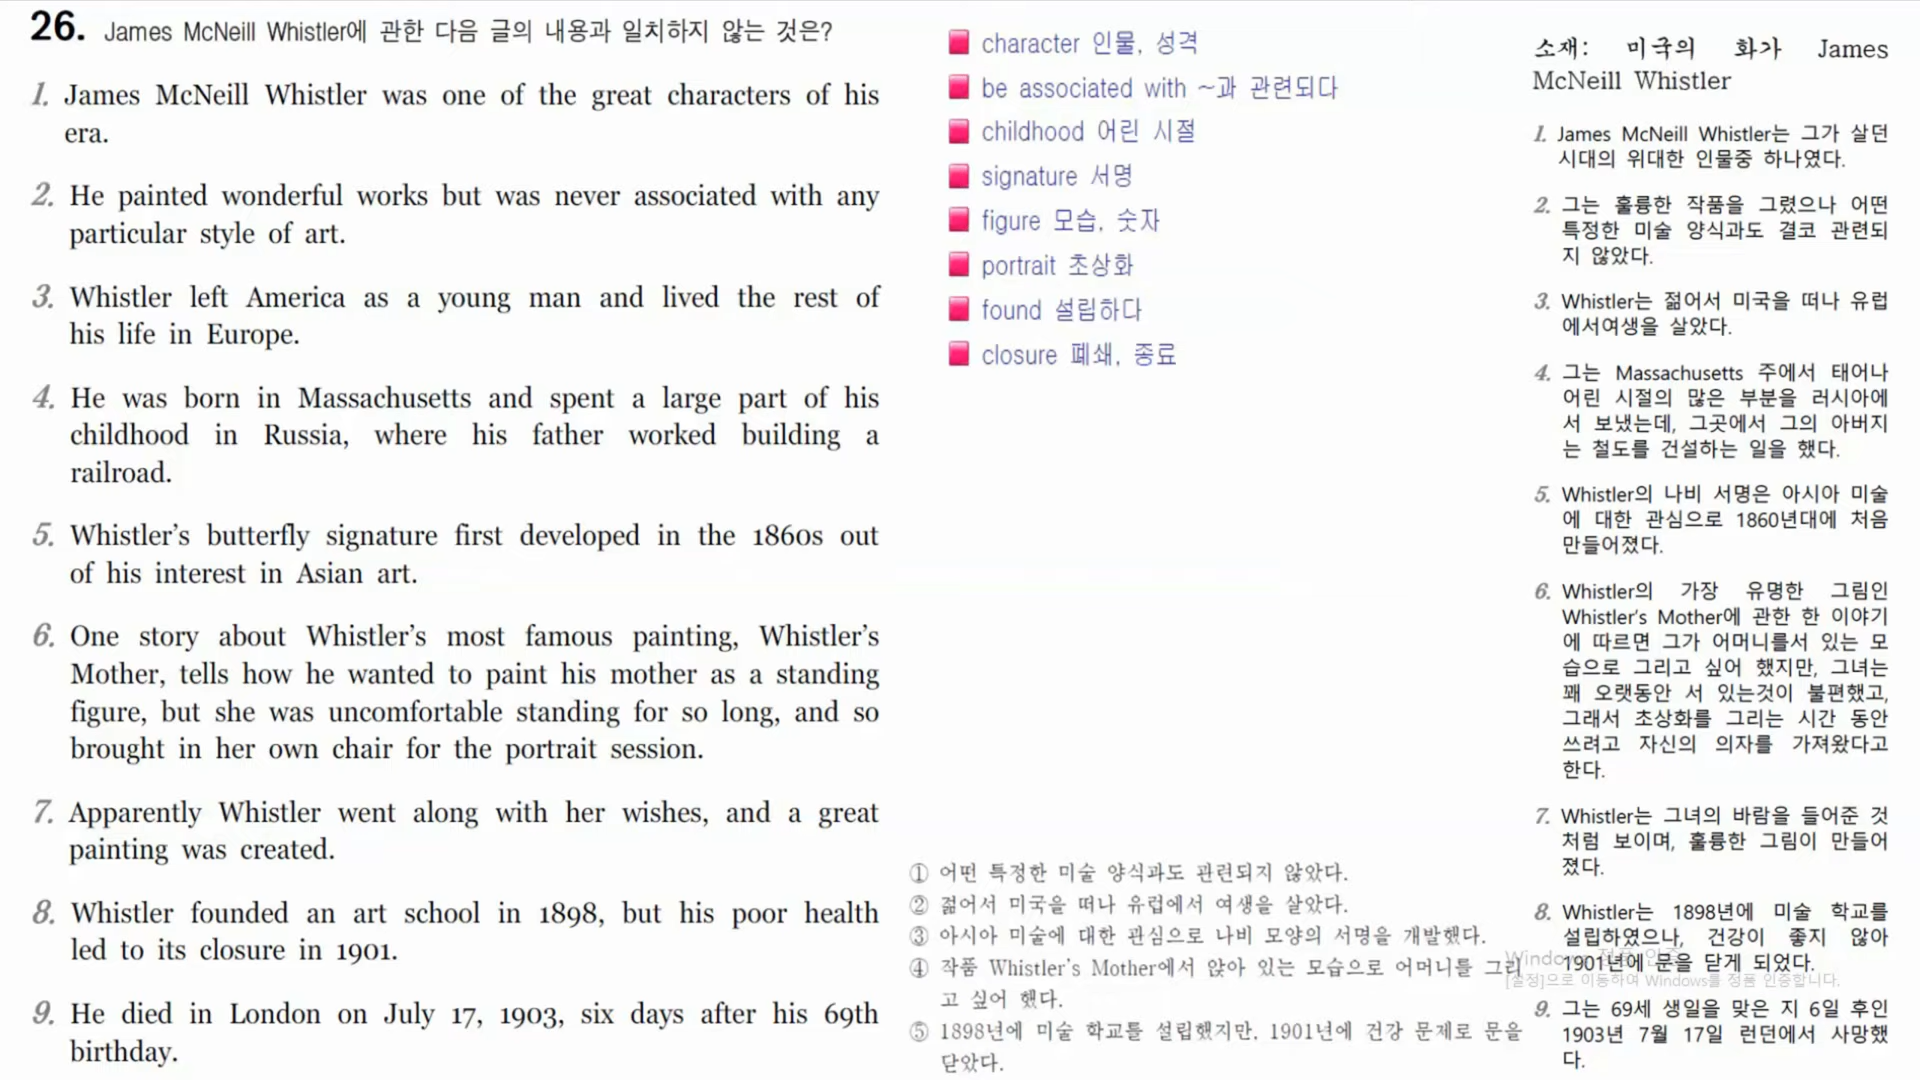 26. James McNeill Whistler에 관한 다음 글의 내용과 일치하지 않는 것은?
1. James McNeill Whistler was one of the great characters of his
era.
2. He painted wonderful works but was never associated with any
particular style of art.
3. Whistler left America as a young man and lived the rest of
his life in Europe.
4. He was born in Massachusetts and spent a large part of his
childhood in Russia, where his father worked building a
railroad.
5. Whistler's butterfly signature first developed in the 1860s out
of his interest in Asian art.
6. One story about Whistler's most famous painting, Whistler's
Mother, tells how he wanted to paint his mother as a standing
figure, but she was uncomfortable standing for so long, and so
brought in her own chair for the portrait session.
7. Apparently Whistler went along with her wishes, and a great
painting was created.
8. Whistler founded an art school in 1898, but his poor health
led to its closure in 1901.
9. He died in London on July 17, 1903, six days after his 69th
birthday.
character 인물, 성격
be associated with ~과 관련되다
childhood 어린 시절
signature 서명
figure 모습, 숫자
portrait 초상화
found 설립하다
closure 폐쇄, 종료
① 어떤 특정한 미술 양식과도 관련되지 않았다.
② 젊어서 미국을 떠나 유럽에서 여생을 살았다.
③ 아시아 미술에 대한 관심으로 나비 모양의 서명을 개발했다.
④ 작품 Whistler's Mother에서 앉아 있는 모습으로 어머니를 그리
고 싶어 했다.
⑤ 1898년에 미술 학교를 설립했지만, 1901년에 건강 문제로 문을
닫았다.
소재: 미국의 화가 James
McNeill Whistler
1. James McNeill Whistler는 그가 살던
시대의 위대한 인물중 하나였다.
2. 그는 훌륭한 작품을 그렸으나 어떤
특정한 미술 양식과도 결코 관련되
지 않았다.
3. Whistler는 젊어서 미국을 떠나 유럽
에서여생을 살았다.
4. 그는 Massachusetts 주에서 태어나
어린 시절의 많은 부분을 러시아에
서 보냈는데, 그곳에서 그의 아버지
는 철도를 건설하는 일을 했다.
5. Whistler의 나비 서명은 아시아 미술
에 대한 관심으로 1860년대에 처음
만들어졌다.
6. Whistler의 가장 유명한 그림인
Whistler's Mother에 관한 한 이야기
에 따르면 그가 어머니를서 있는 모
습으로 그리고 싶어 했지만, 그녀는
꽤 오랫동안 서 있는것이 불편했고,
그래서 초상화를 그리는 시간 동안
쓰려고 자신의 의자를 가져왔다고
한다.
7. Whistler는 그녀의 바람을 들어준 것
처럼 보이며, 훌륭한 그림이 만들어
졌다.
8. Whistler는 1898년에 미술 학교를
설립하였으나, 건강이 좋지 않아
1901년에 문을 닫게 되었다.
Windows 정품 인증
[설정]으로 이동하여 Windows를 정품 인증합니다.
9. 그는 69세 생일을 맞은 지 6일 후인
1903년 7월 17일 런던에서 사망했
다.